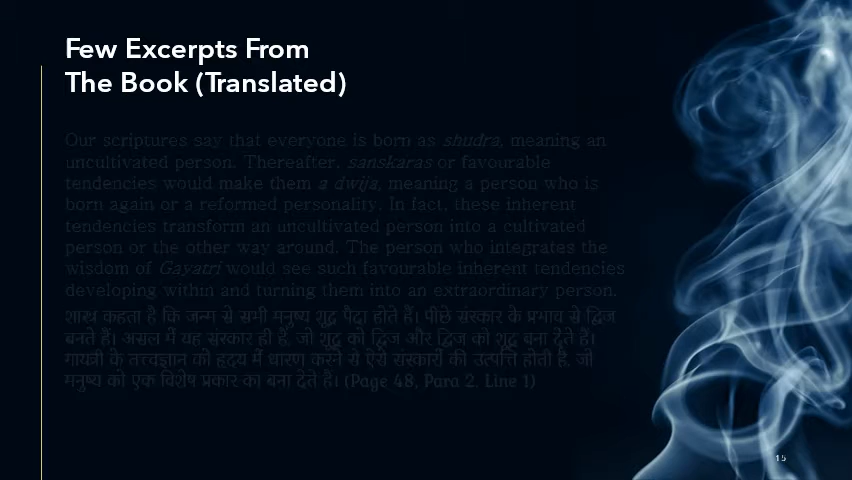 Few Excerpts From
The Book (Translated)
Our scriptures say that everyone is born as shudra, meaning an
uncultivated person. Thereafter, sanskaras or favourable
tendencies would make them a dwija, meaning a person who is
born again or a reformed personality. In fact, these inherent
tendencies transform an uncultivated person into a cultivated
person or the other way around. The person who integrates the
wisdom of Gayatri would see such favourable inherent tendencies
developing within and turning them into an extraordinary person.
शास्त्र कहता है कि जन्म से सभी मनुष्य शूद्र पैदा होते हैं। पीछे संस्कार के प्रभाव से द्विज
बनते हैं। असल में यह संस्कार ही हैं, जो शूद्र को द्विज और द्विज को शूद्र बना देते हैं।
गायत्री के तत्त्वज्ञान को हृदय में धारण करने से ऐसे संस्कारों की उत्पत्ति होती है, जो
मनुष्य को एक विशेष प्रकार का बना देते हैं। (Page 48, Para 2, Line 1)
15